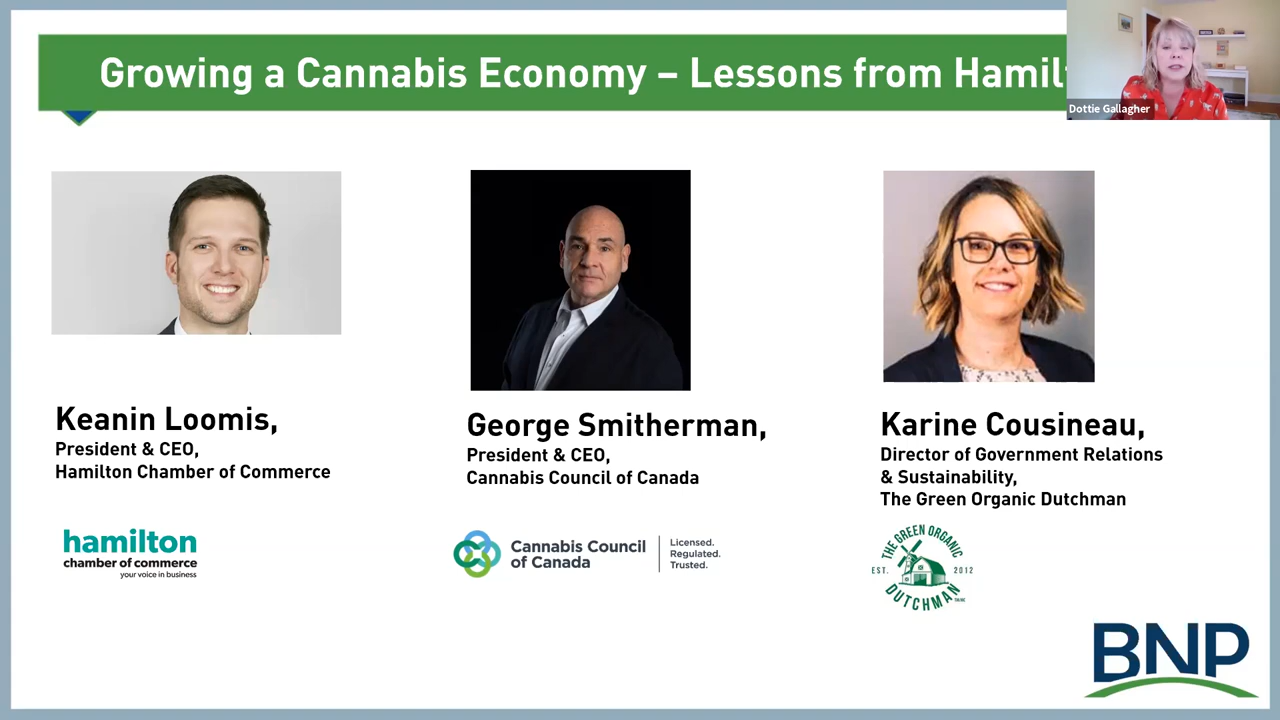 Growing a Cannabis Economy – Lessons from Hamil
Dottie Gallagher
Keanin Loomis,
President & CEO,
Hamilton Chamber of Commerce
hamilton
chamber of commerce
your voice in business
George Smitherman,
President & CEO,
Cannabis Council of Canada
Cannabis Council
of Canada
Licensed.
Regulated.
Trusted.
Karine Cousineau,
Director of Government Relations
& Sustainability,
The Green Organic Dutchman
THE GREEN ORGANIC
EST. 2012
DUTCHMAN
BNP